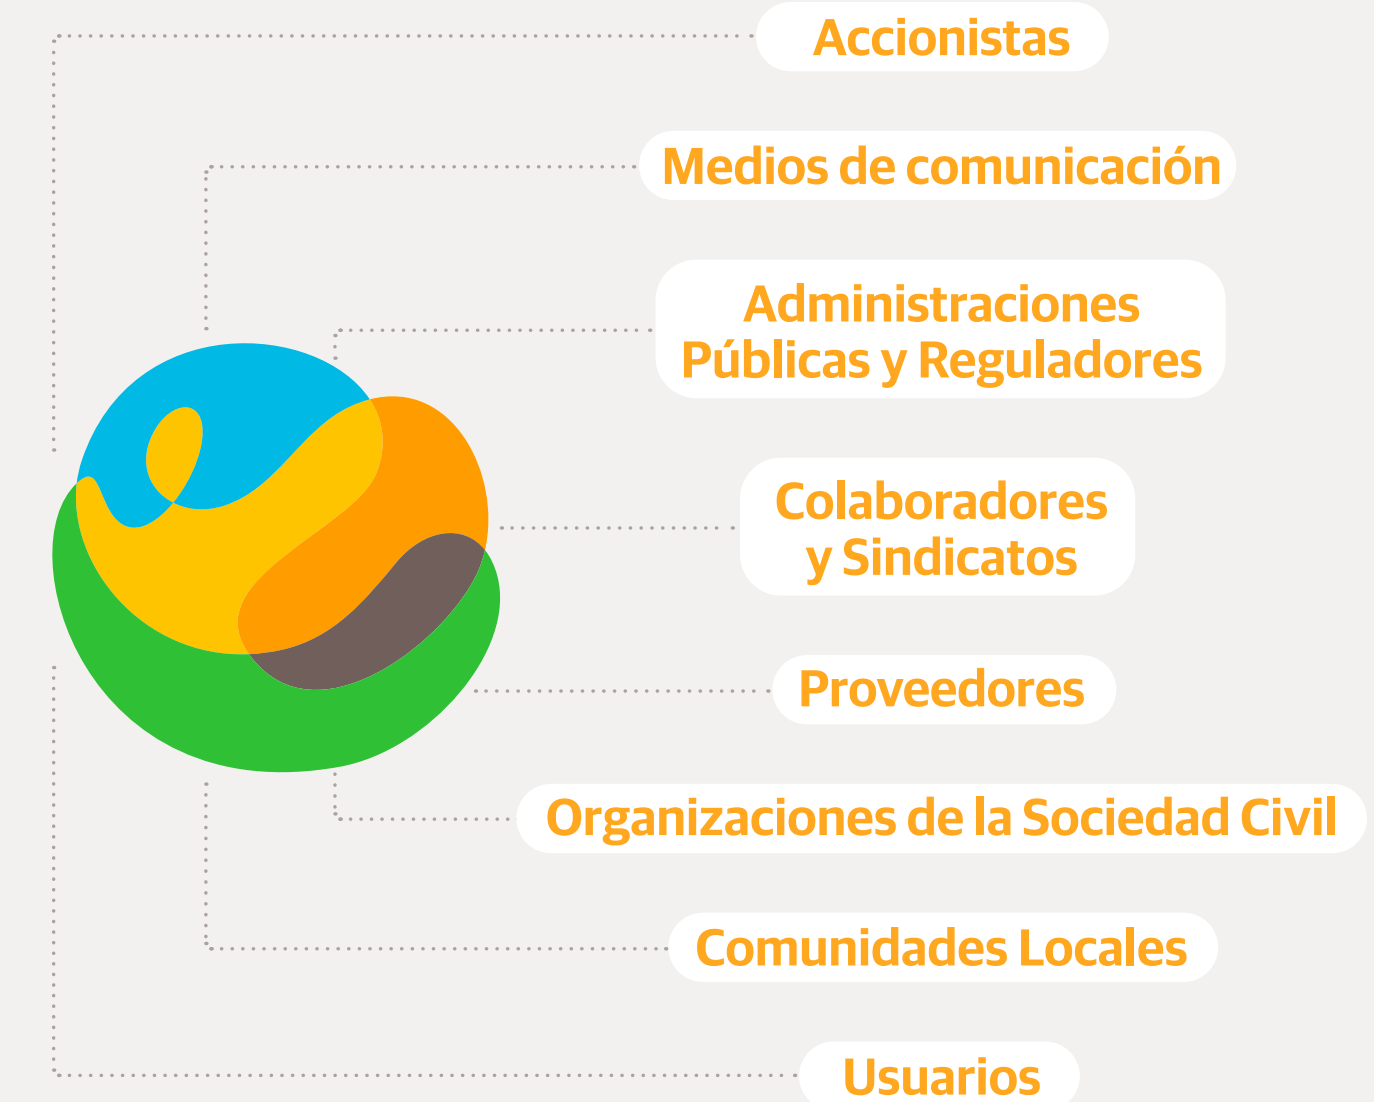 Accionistas
Medios de comunicación
Administraciones
Públicas y Reguladores
Colaboradores
y Sindicatos
Proveedores
Organizaciones de la Sociedad Civil
Comunidades Locales
Usuarios